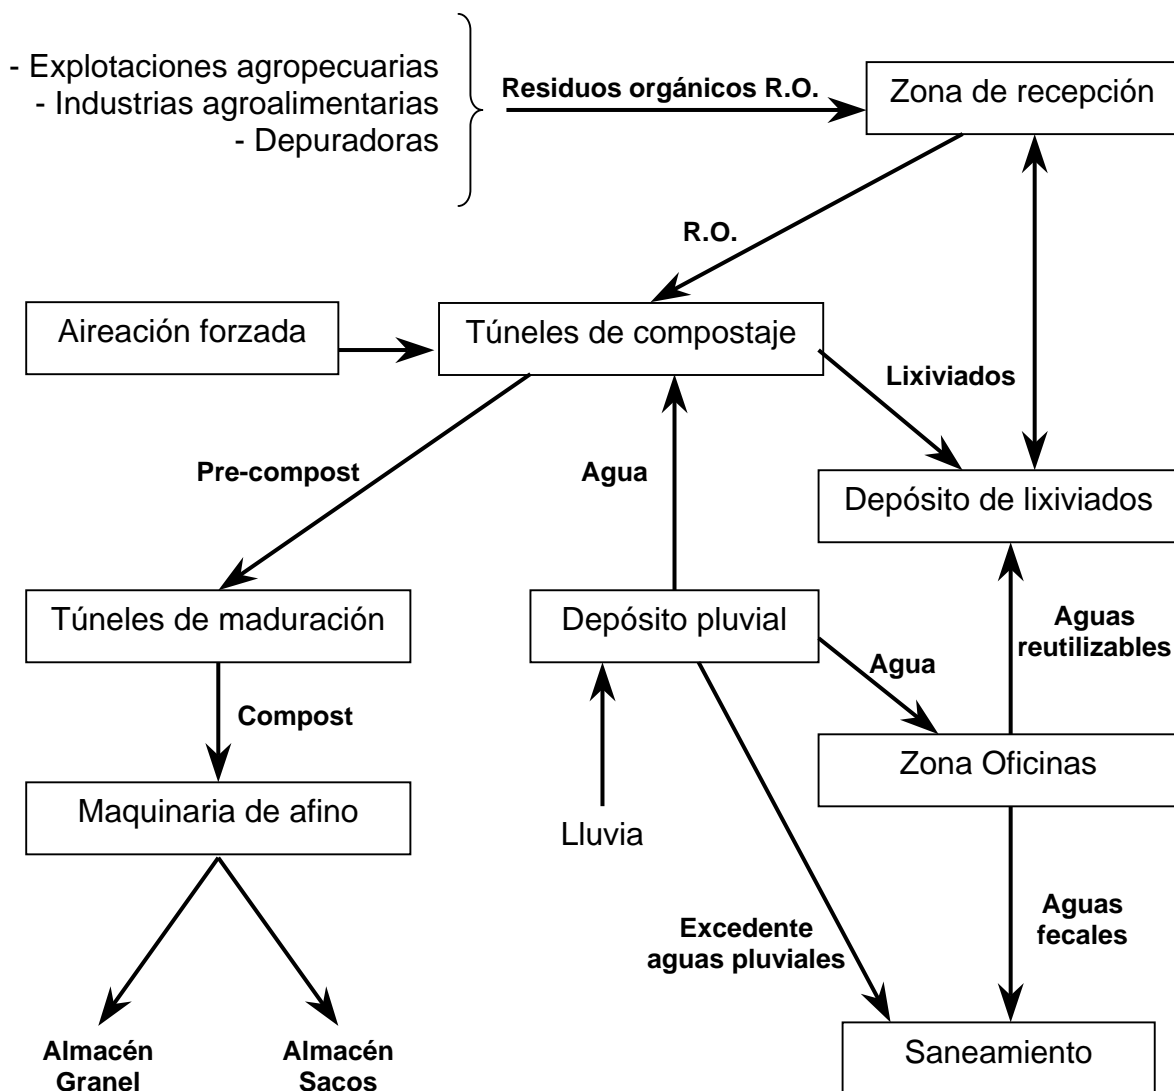 - Explotaciones agropecuarias
- Industrias agroalimentarias
- Depuradoras
Residuos orgánicos R.O.
Zona de recepción
R.O.
Aireación forzada
Túneles de compostaje
Lixiviados
Pre-compost
Agua
Depósito de lixiviados
Túneles de maduración
Depósito pluvial
Aguas
reutilizables
Agua
Compost
Zona Oficinas
Maquinaria de afino
Lluvia
Excedente
aguas pluviales
Aguas
fecales
Almacén
Granel
Almacén
Sacos
Saneamiento